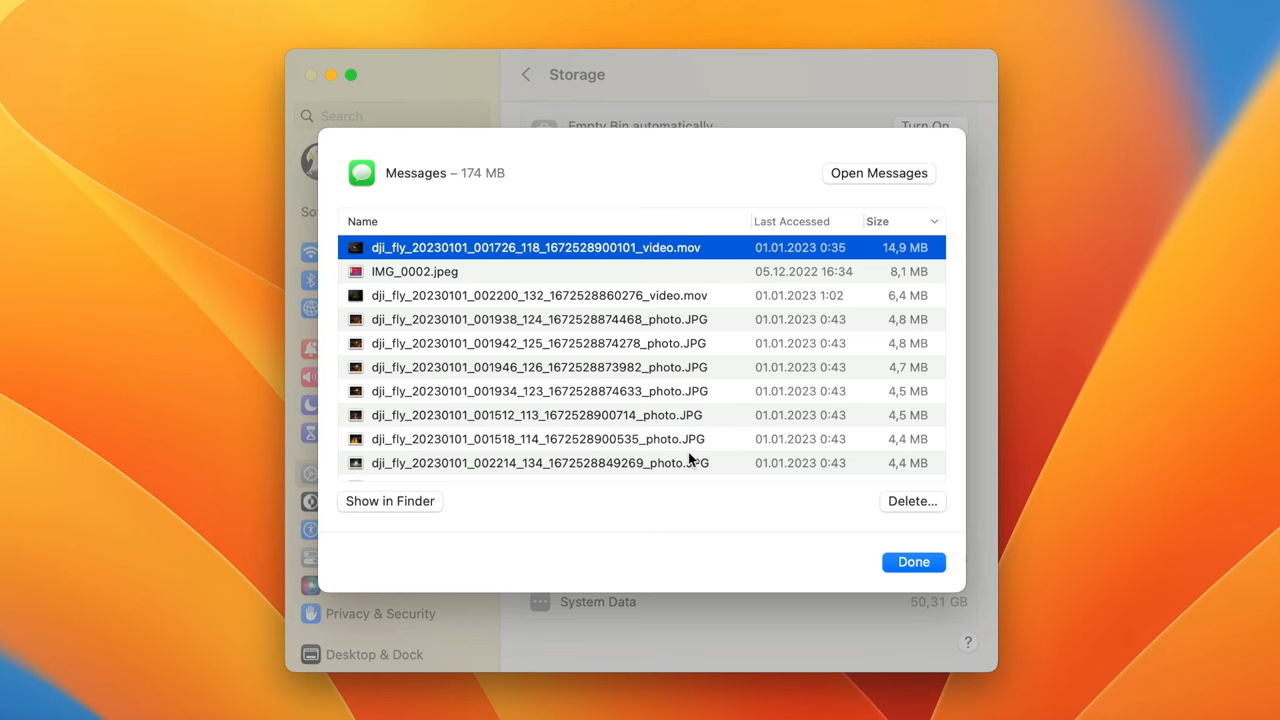 Storage
Search
Empty Bin automatically
Turn On
Messages – 174 MB
Open Messages
Name
Last Accessed
Size
dji_fly_20230101_001726_118_1672528900101_video.mov 01.01.2023 0:35 14,9 MB
IMG_0002.jpeg 05.12.2022 16:34 8,1 MB
dji_fly_20230101_002200_132_1672528860276_video.mov 01.01.2023 1:02 6,4 MB
dji_fly_20230101_001938_124_1672528874468_photo.JPG 01.01.2023 0:43 4,8 MB
dji_fly_20230101_001942_125_1672528874278_photo.JPG 01.01.2023 0:43 4,8 MB
dji_fly_20230101_001946_126_1672528873982_photo.JPG 01.01.2023 0:43 4,7 MB
dji_fly_20230101_001934_123_1672528874633_photo.JPG 01.01.2023 0:43 4,5 MB
dji_fly_20230101_001512_113_1672528900714_photo.JPG 01.01.2023 0:43 4,5 MB
dji_fly_20230101_001518_114_1672528900535_photo.JPG 01.01.2023 0:43 4,4 MB
dji_fly_20230101_002214_134_1672528849269_photo.JPG 01.01.2023 0:43 4,4 MB
Show in Finder
Delete...
Done
System Data 50,31 GB
Privacy & Security
?
Desktop & Dock